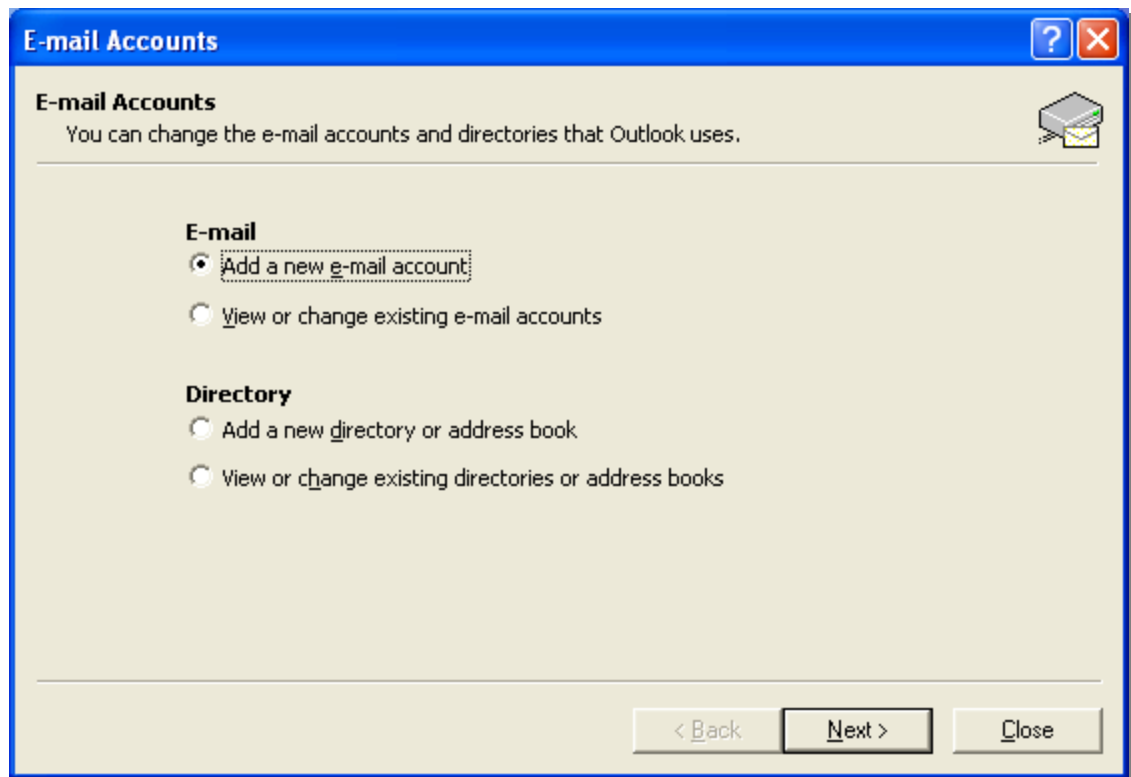 E-mail Accounts
E-mail Accounts
You can change the e-mail accounts and directories that Outlook uses.
E-mail
Add a new e-mail account
View or change existing e-mail accounts
Directory
Add a new directory or address book
View or change existing directories or address books
< Back Next > Close